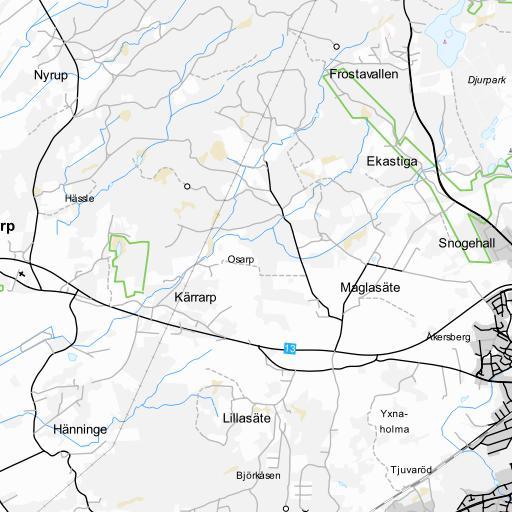 Nyrup
Frostavallen
Djurpark
Ekastiga
Hässle
rp
Snogehall
Osarp
Maglasäte
Kärrarp
Åkersberg
13
Lillasäte
Yxna-
holma
Hänninge
Tjuvaröd
Björkåsen